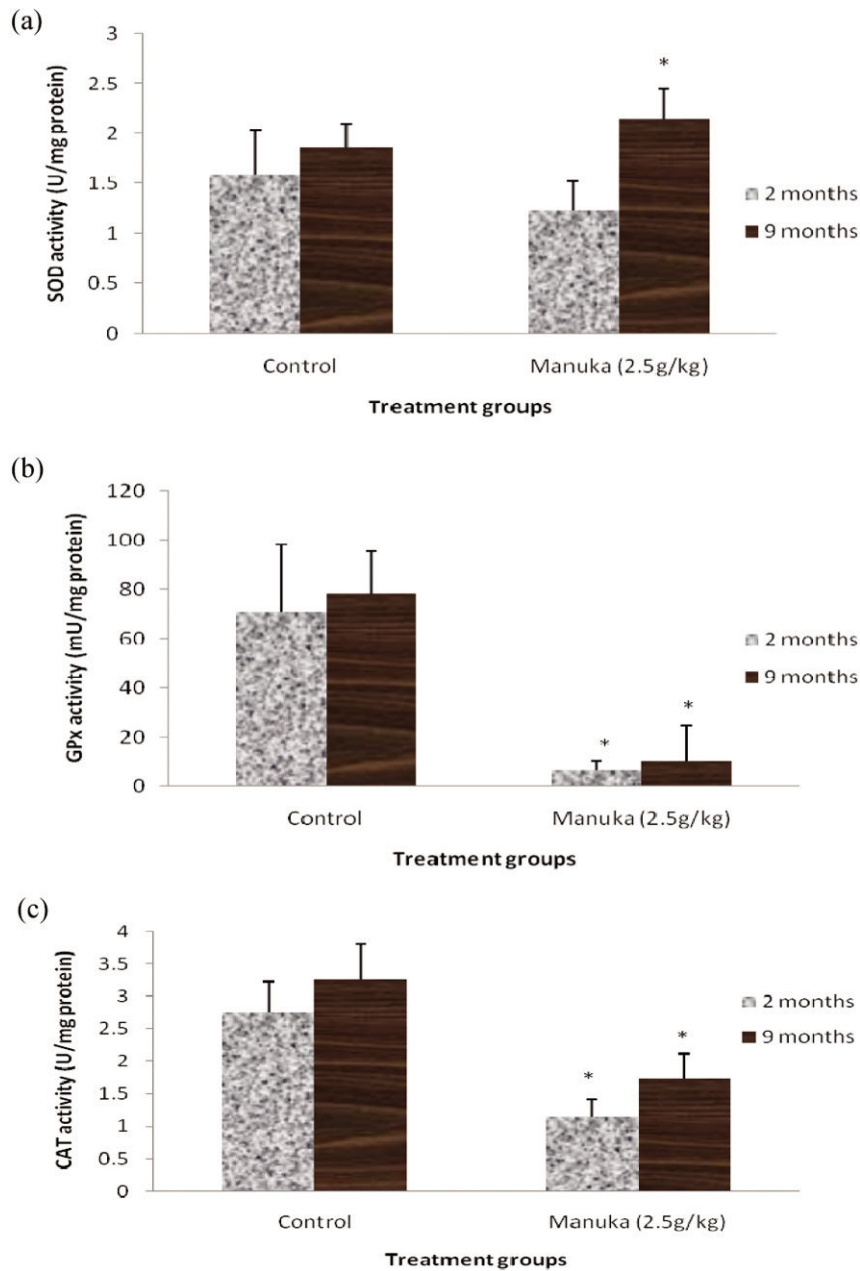 (a)
SOD activity (U/mg protein)
3
2.5
2
1.5
1
0.5
0
*
2 months
9 months
Control
Manuka (2.5g/kg)
Treatment groups
(b)
GPx activity (mU/mg protein)
120
100
80
60
40
20
0
*
*
2 months
9 months
Control
Manuka (2.5g/kg)
Treatment groups
(c)
CAT activity (U/mg protein)
4
3.5
3
2.5
2
1.5
1
0.5
0
*
*
2 months
9 months
Control
Manuka (2.5g/kg)
Treatment groups